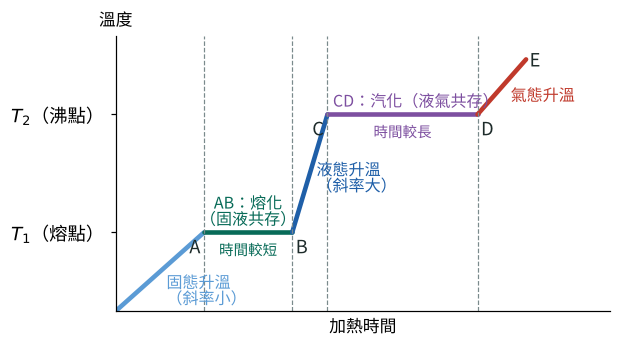 溫度
E
T₂（沸點）
CD：汽化（液氣共存）
氣態升溫
C
時間較長
D
液態升溫
（斜率大）
AB：熔化
（固液共存）
T₁（熔點）
A
時間較短
B
固態升溫
（斜率小）
加熱時間